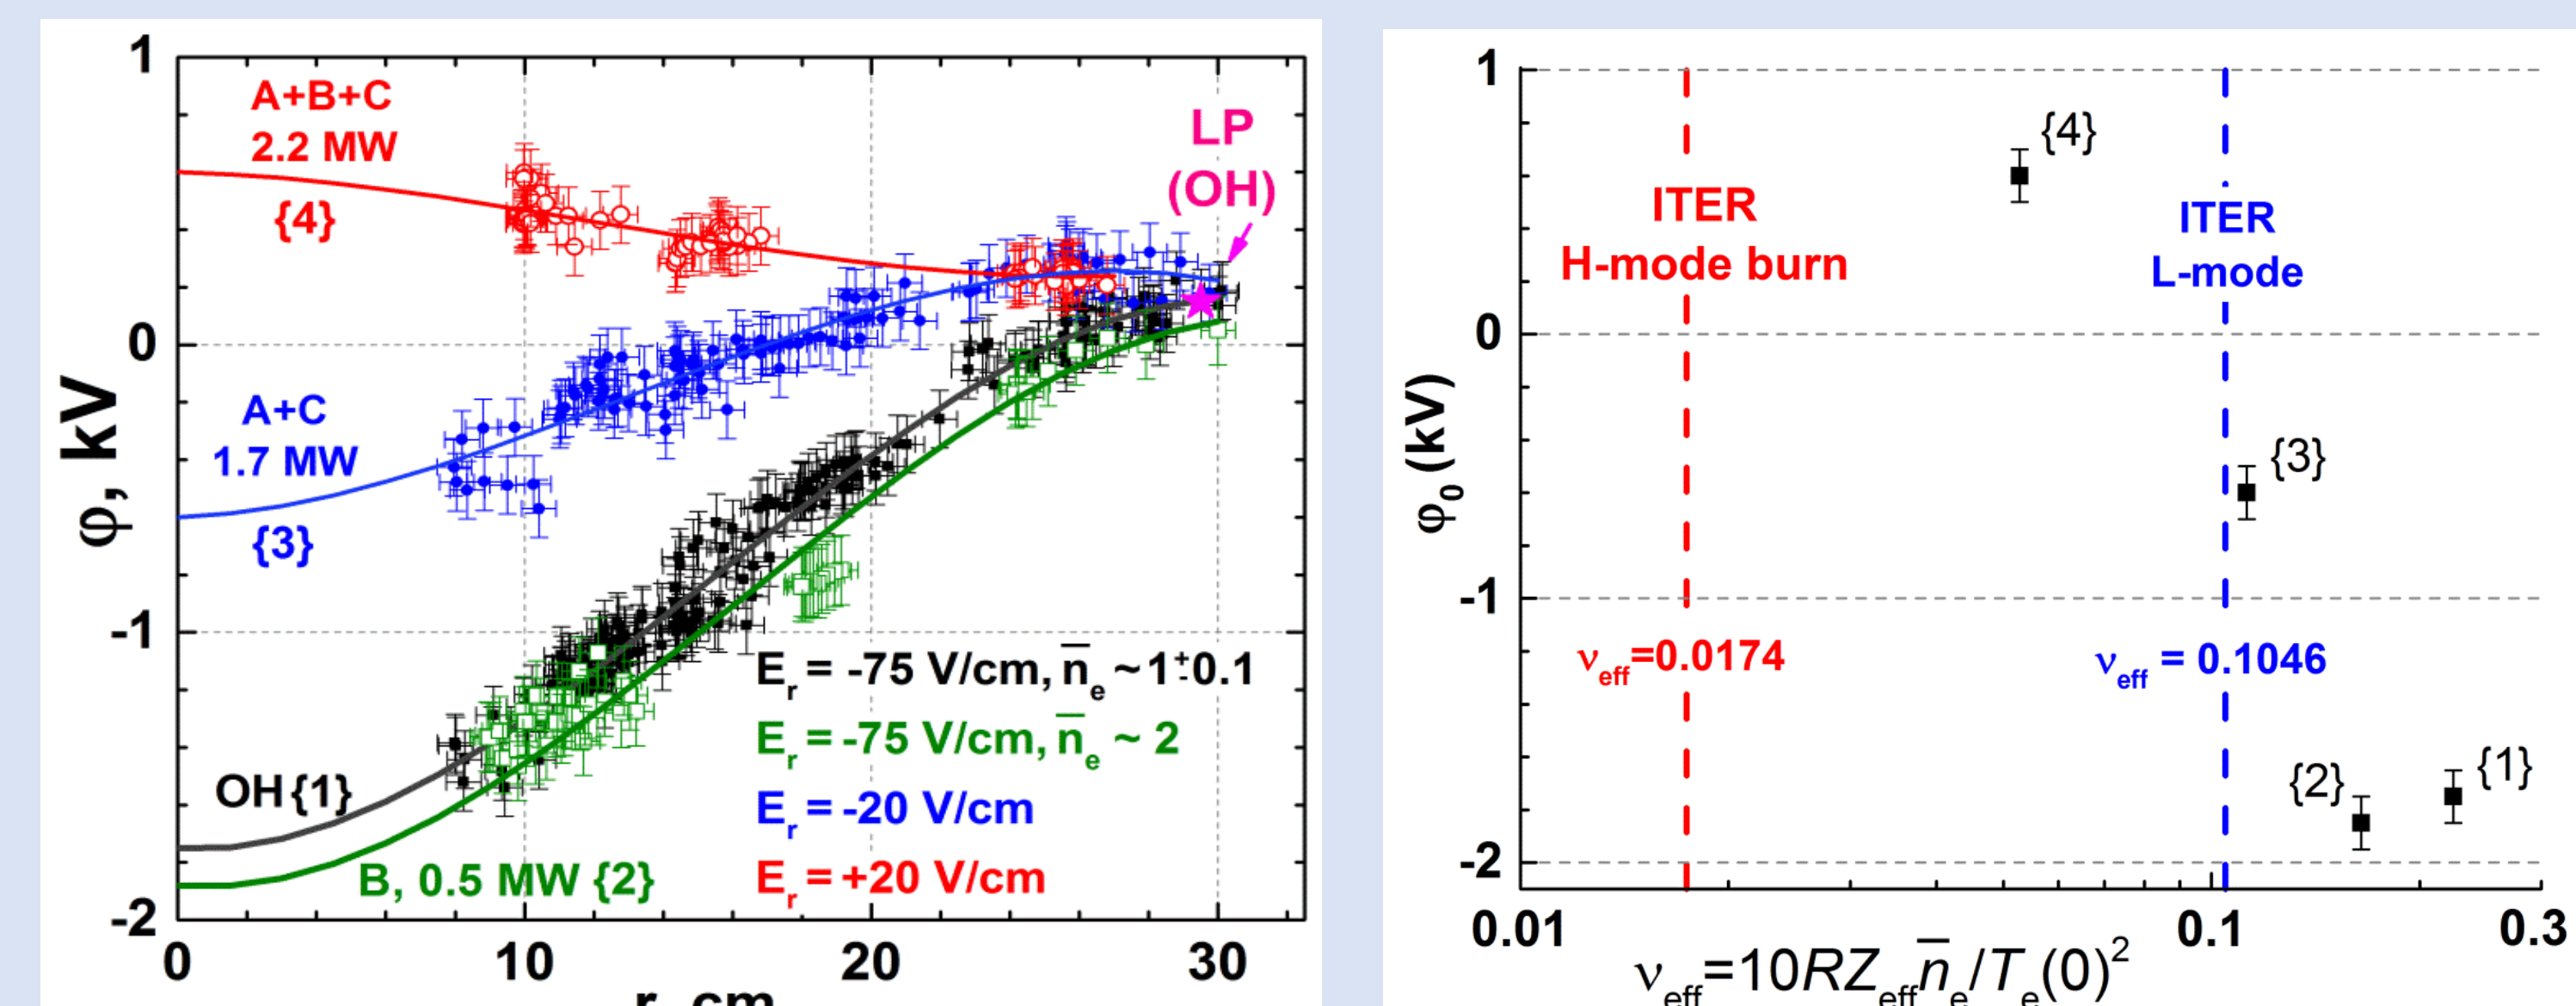 1
0
-1
-2
φ, kV
A+B+C
2.2 MW
{4}
A+C
1.7 MW
{3}
LP
(OH)
OH{1}
B, 0.5 MW {2}
E_r = -75 V/cm, n̅_e ~1±0.1
E_r = -75 V/cm, n̅_e ~ 2
E_r = -20 V/cm
E_r = +20 V/cm
0 10 20 30
r, cm
1
0
-1
-2
φ_0 (kV)
{4}
ITER
H-mode burn
ITER
L-mode
{3}
ν_eff=0.0174
ν_eff = 0.1046
{2}
{1}
0.01 0.1 0.3
ν_eff=10RZ_eff n̅_e/T_e(0)²